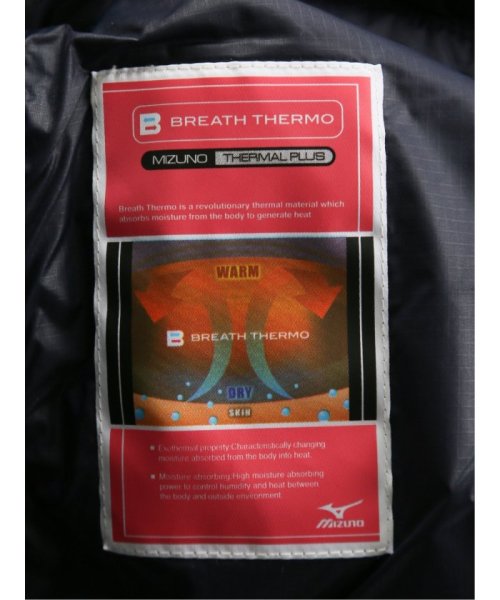 B BREATH THERMO
MIZUNO THERMAL PLUS
Breath Thermo is a revolutionary thermal material which
absorbs moisture from the body to generate heat
WARM
B BREATH THERMO
DRY
SKIN
• Exothermal property:Characteristically changing
moisture absorbed from the body into heat.
• Moisture absorbing:High moisture absorbing
power to control humidity and heat between
the body and outside environment.
MIZUNO